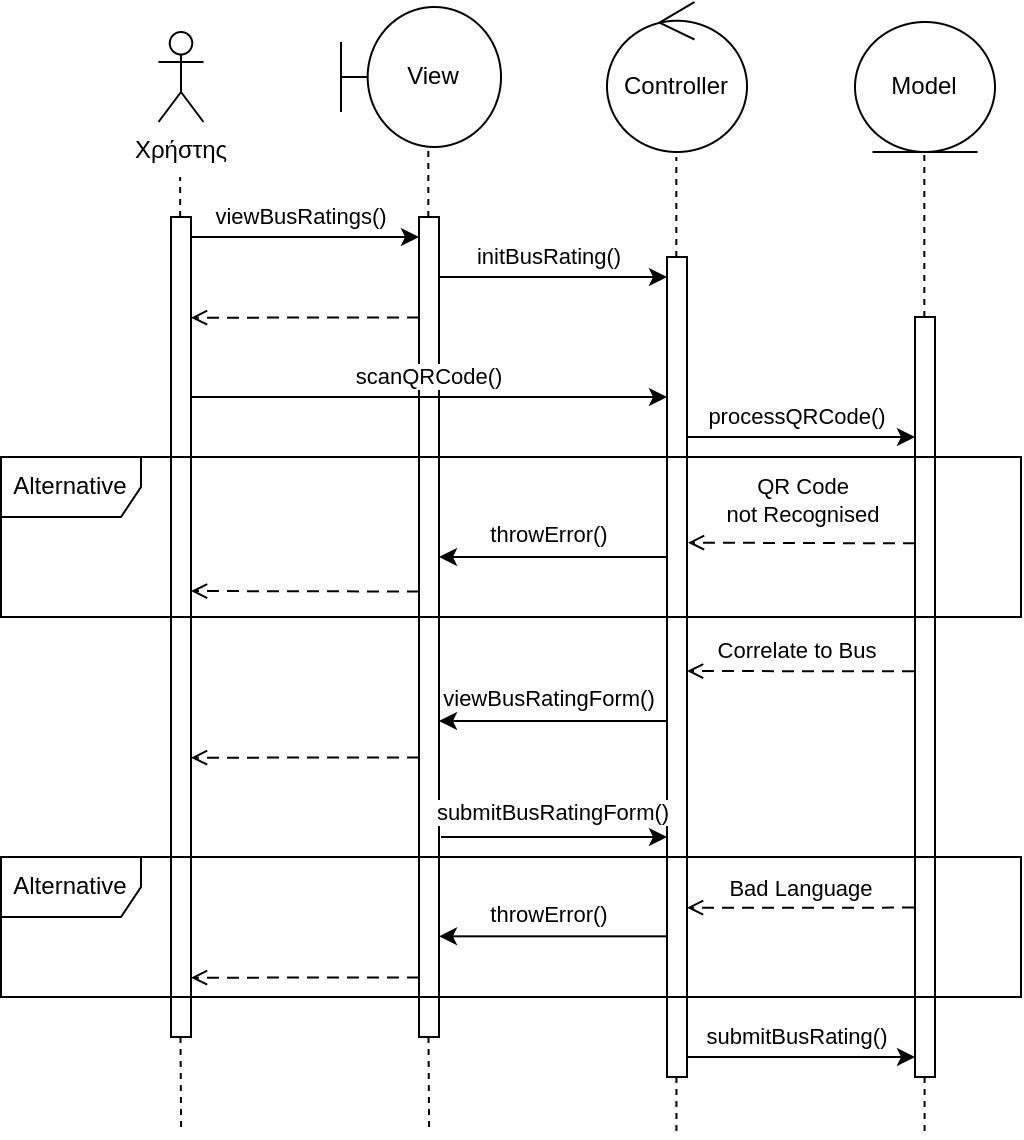 View
Controller
Model
Χρήστης
viewBusRatings()
initBusRating()
scanQRCode()
processQRCode()
Alternative
QR Code
not Recognised
throwError()
Correlate to Bus
viewBusRatingForm()
submitBusRatingForm()
Alternative
Bad Language
throwError()
submitBusRating()